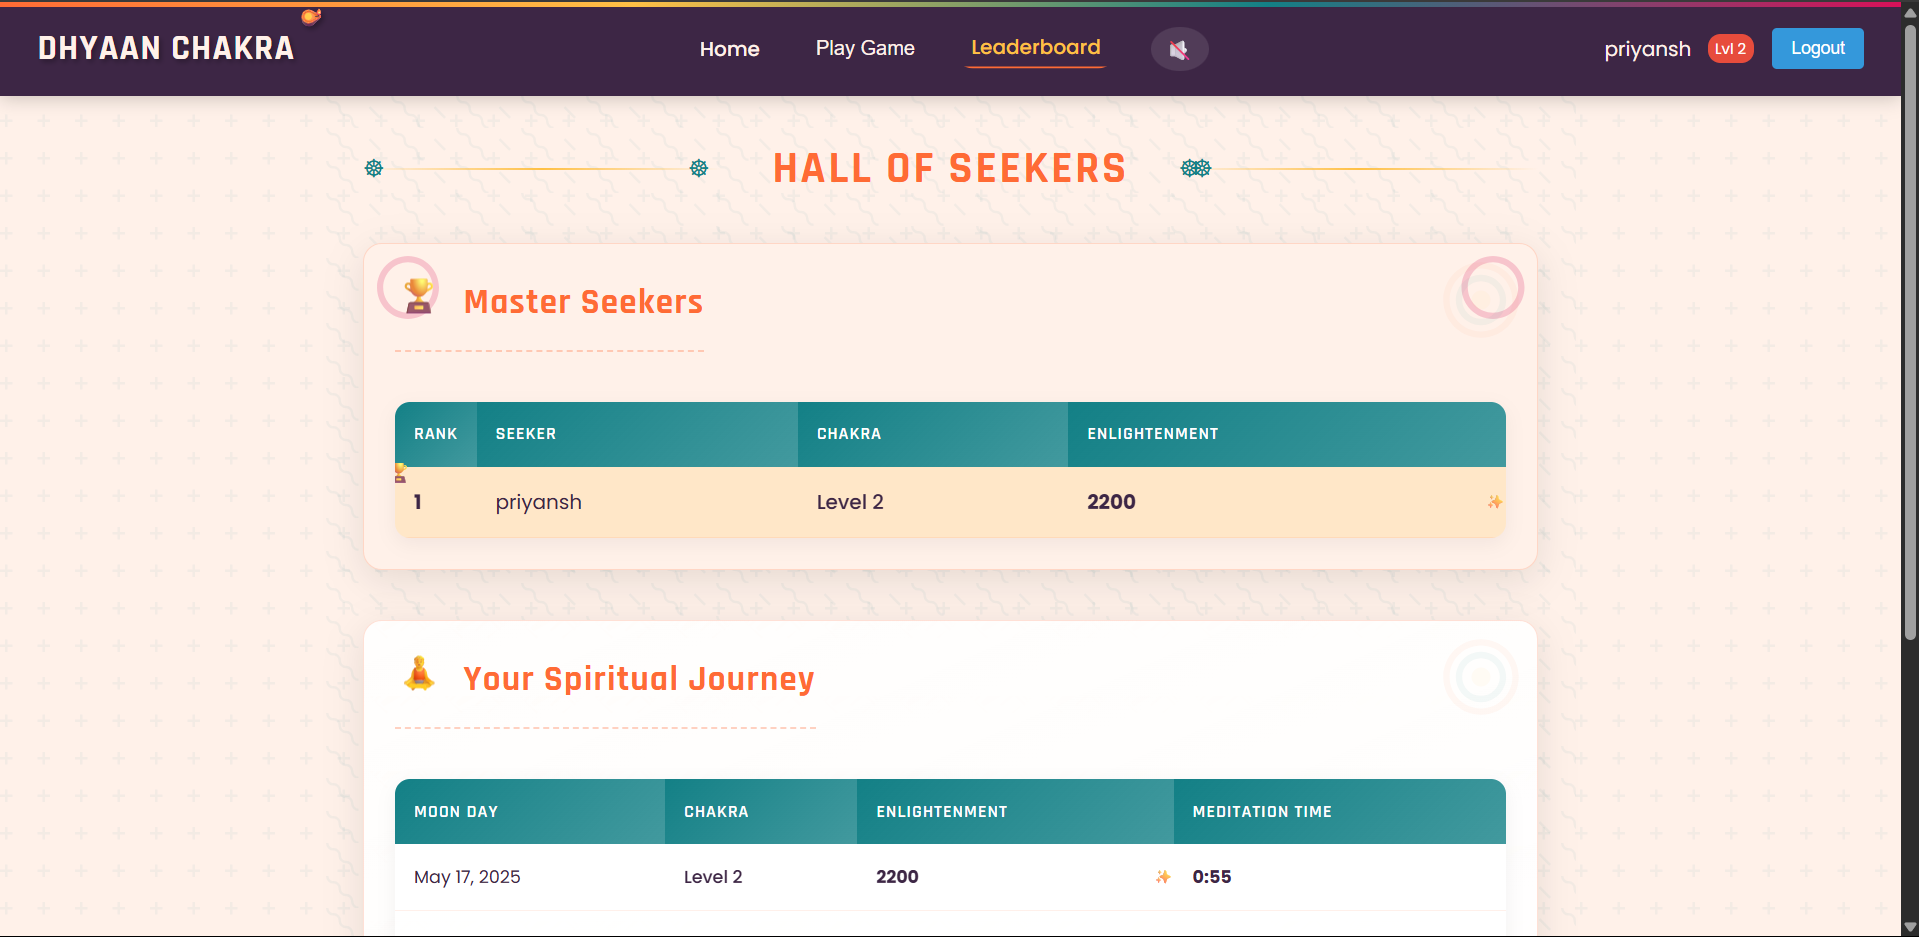 DHYAAN CHAKRA
Home
Play Game
Leaderboard
priyansh
Lvl 2
Logout
HALL OF SEEKERS
Master Seekers
RANK SEEKER CHAKRA ENLIGHTENMENT
1 priyansh Level 2 2200
Your Spiritual Journey
MOON DAY CHAKRA ENLIGHTENMENT MEDITATION TIME
May 17, 2025 Level 2 2200 0:55